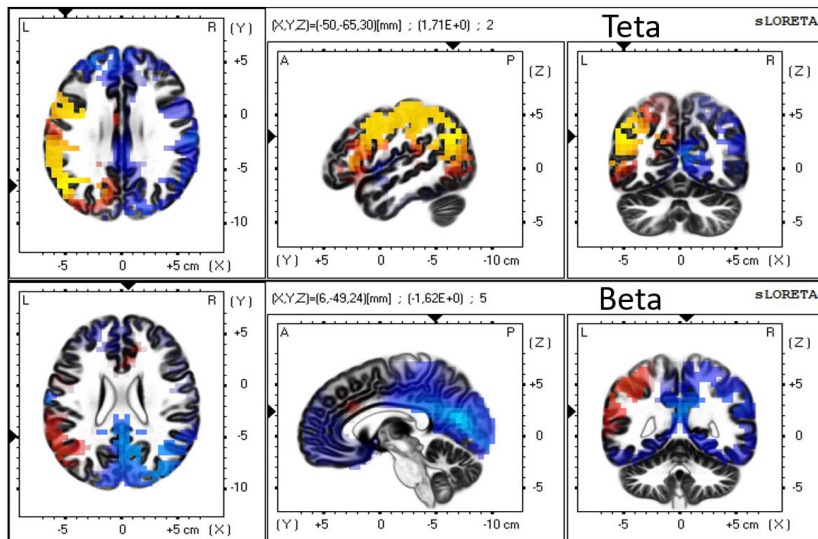 (X,Y,Z)=(-50,-65,30)[mm] ; (1,71E+0) ; 2 Teta sLORETA
L R (Y)
A P (Z)
L R (Z)
+5 0 -5 -10
+5 0 -5
+5 0 -5
-5 0 +5 cm (X)
(Y) +5 0 -5 -10 cm
-5 0 +5 cm (X)
(X,Y,Z)=(6,-49,24)[mm] ; (-1,62E+0) ; 5 Beta sLORETA
L R (Y)
A P (Z)
L R (Z)
+5 0 -5 -10
+5 0 -5
+5 0 -5
-5 0 +5 cm (X)
(Y) +5 0 -5 -10 cm
-5 0 +5 cm (X)